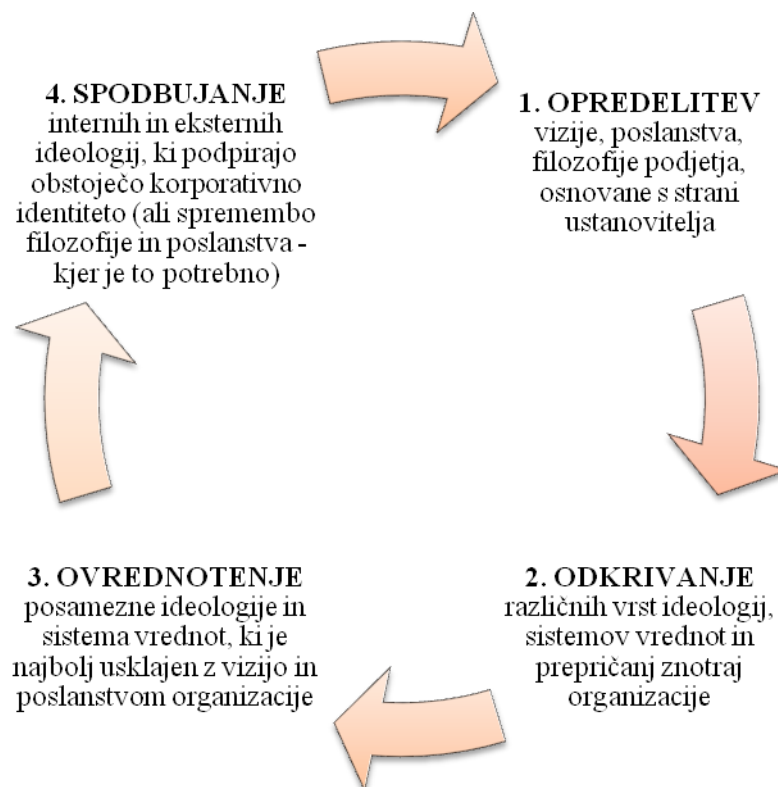 1. OPREDELITEV
vizije, poslanstva,
filozofije podjetja,
osnovane s strani
ustanovitelja
2. ODKRIVANJE
različnih vrst ideologij,
sistemov vrednot in
prepričanj znotraj
organizacije
3. OVREDNOTENJE
posamezne ideologije in
sistema vrednot, ki je
najbolj usklajen z vizijo in
poslanstvom organizacije
4. SPODBUJANJE
internih in eksternih
ideologij, ki podpirajo
obstoječo korporativno
identiteto (ali spremembo
filozofije in poslanstva -
kjer je to potrebno)